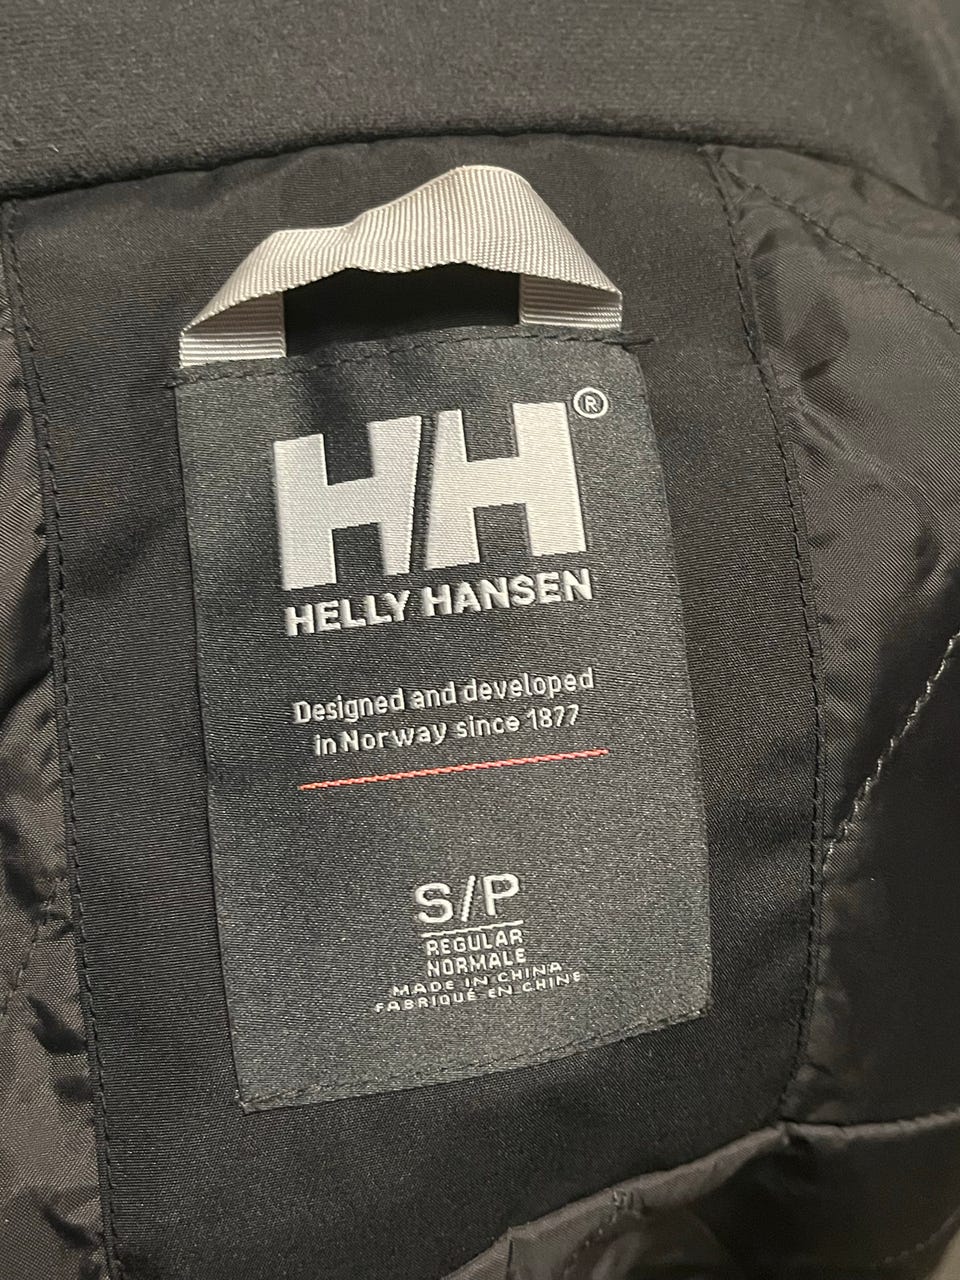 HH®
HELLY HANSEN
Designed and developed
in Norway since 1877
S/P
REGULAR
NORMALE
MADE IN CHINA
FABRIQUÉ EN CHINE